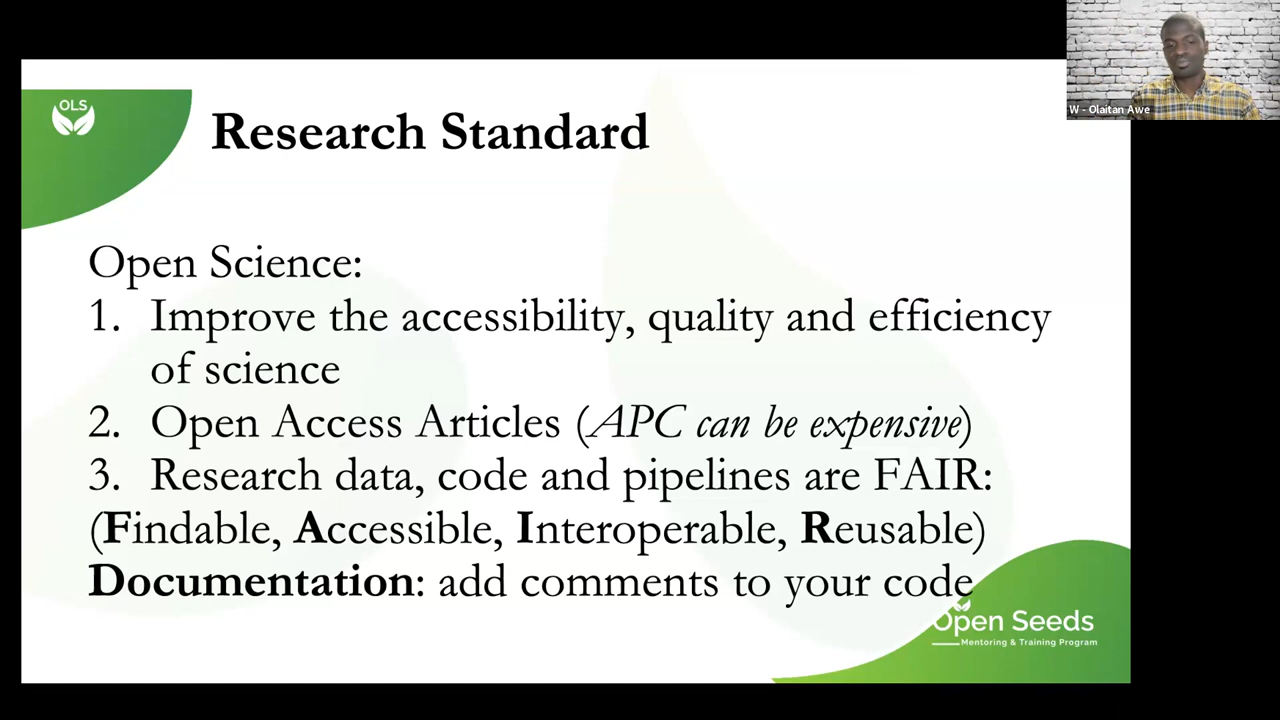 W - Olaitan Awe
OLS
Research Standard
Open Science:
1. Improve the accessibility, quality and efficiency
of science
2. Open Access Articles (APC can be expensive)
3. Research data, code and pipelines are FAIR:
(Findable, Accessible, Interoperable, Reusable)
Documentation: add comments to your code
Open Seeds
Mentoring & Training Program